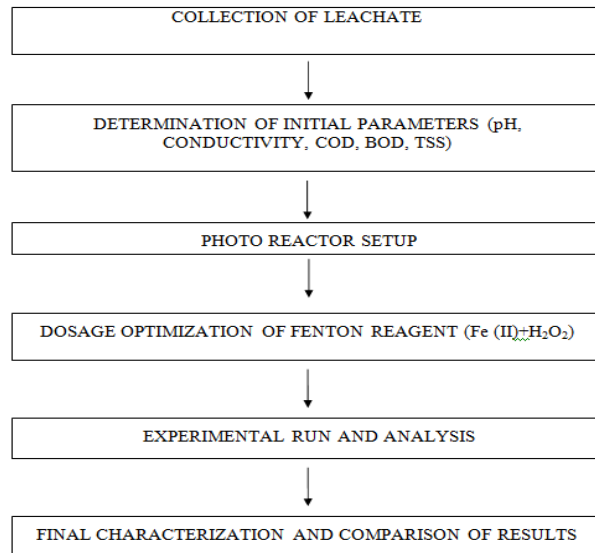 COLLECTION OF LEACHATE
DETERMINATION OF INITIAL PARAMETERS (pH,
CONDUCTIVITY, COD, BOD, TSS)
PHOTO REACTOR SETUP
DOSAGE OPTIMIZATION OF FENTON REAGENT (Fe (II)+H₂O₂)
EXPERIMENTAL RUN AND ANALYSIS
FINAL CHARACTERIZATION AND COMPARISON OF RESULTS